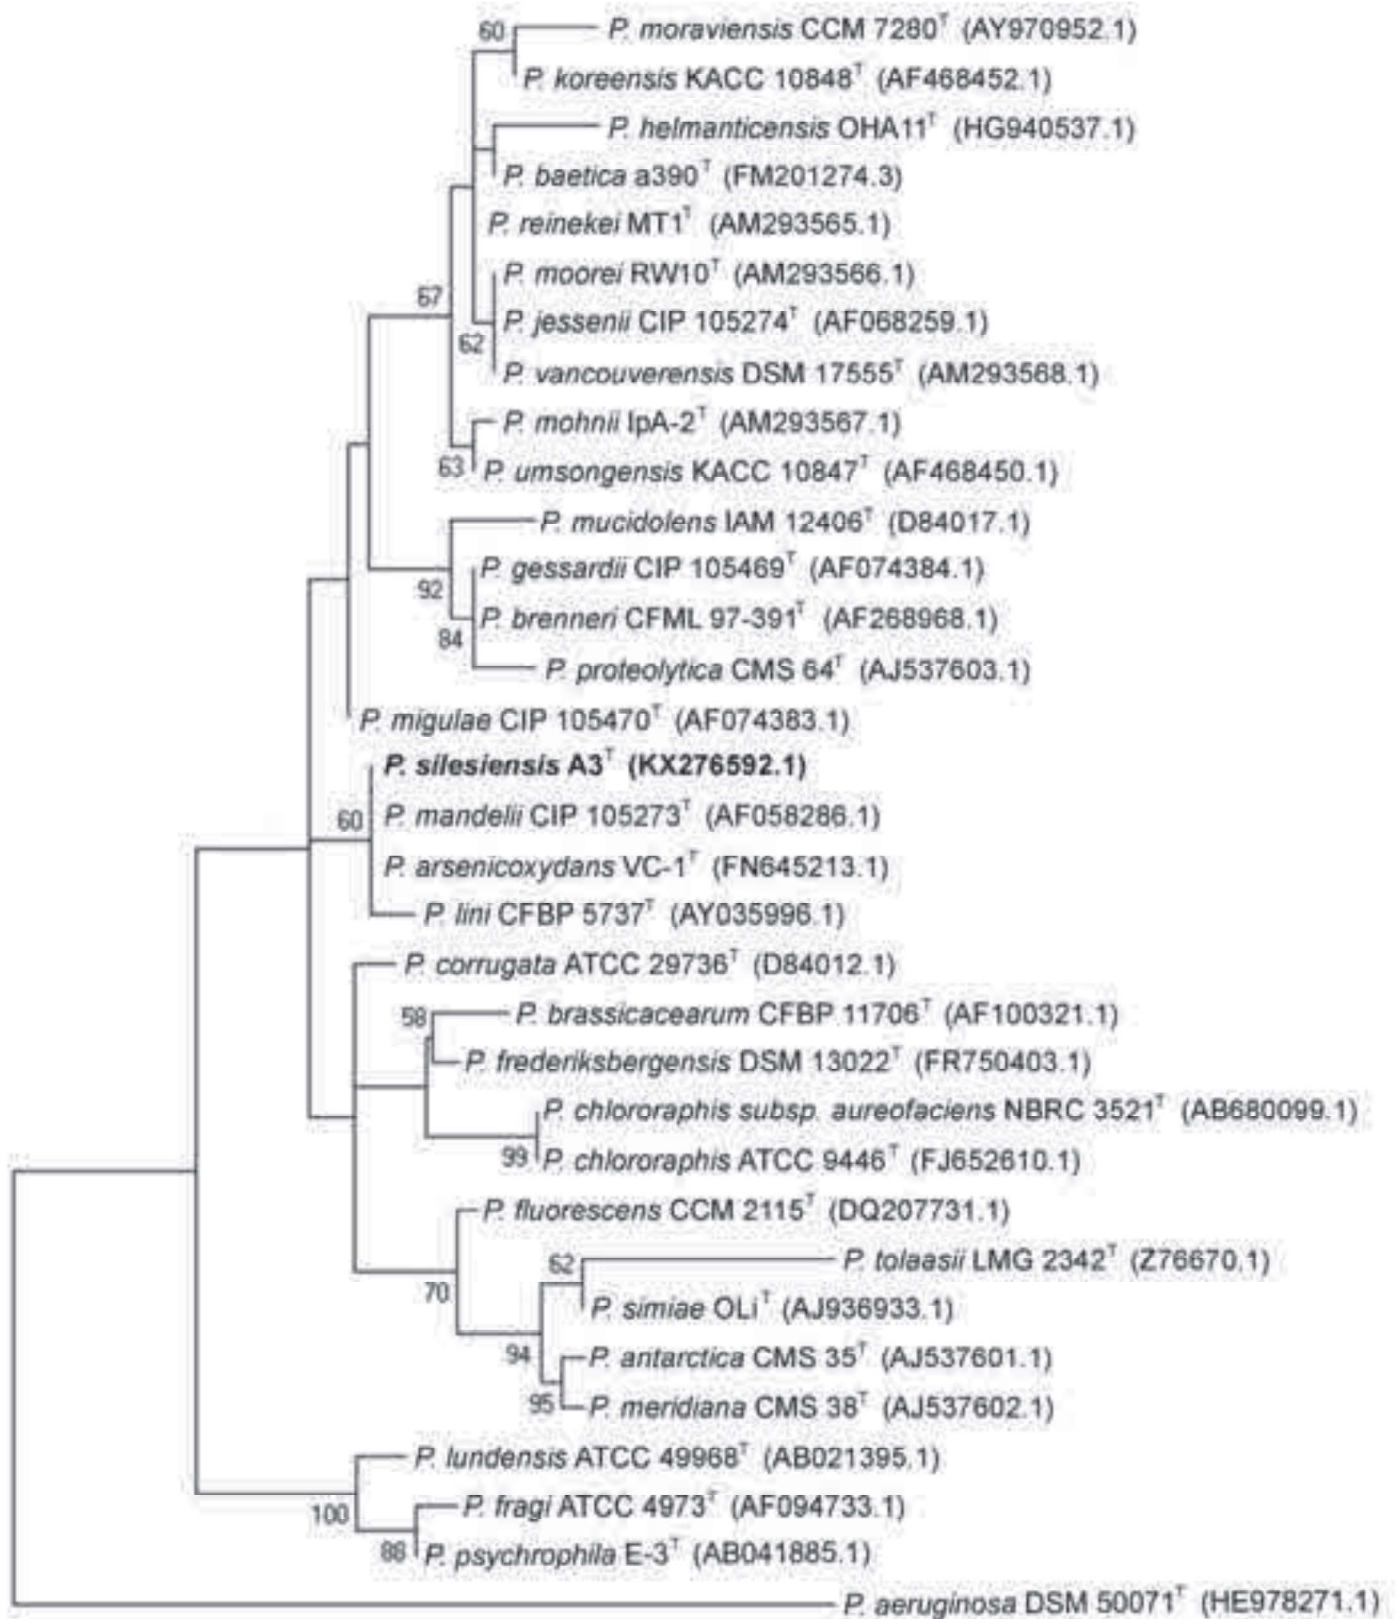 60 P. moraviensis CCM 7280T (AY970952.1)
P. koreensis KACC 10848T (AF468452.1)
P. helmanticensis OHA11T (HG940537.1)
P. baetica a390T (FM201274.3)
P. reinekei MT1T (AM293565.1)
P. moorei RW10T (AM293566.1)
67
P. jessenii CIP 105274T (AF068259.1)
62
P. vancouverensis DSM 17555T (AM293568.1)
P. mohnii IpA-2T (AM293567.1)
63 P. umsongensis KACC 10847T (AF468450.1)
P. mucidolens IAM 12406T (D84017.1)
P. gessardii CIP 105469T (AF074384.1)
92
P. brenneri CFML 97-391T (AF268968.1)
84
P. proteolytica CMS 64T (AJ537603.1)
P. migulae CIP 105470T (AF074383.1)
P. silesiensis A3T (KX276592.1)
60 P. mandelii CIP 105273T (AF058286.1)
P. arsenicoxydans VC-1T (FN645213.1)
P. lini CFBP 5737T (AY035996.1)
P. corrugata ATCC 29736T (D84012.1)
58 P. brassicacearum CFBP 11706T (AF100321.1)
P. frederiksbergensis DSM 13022T (FR750403.1)
P. chlororaphis subsp. aureofaciens NBRC 3521T (AB680099.1)
99 P. chlororaphis ATCC 9446T (FJ652610.1)
P. fluorescens CCM 2115T (DQ207731.1)
62 P. tolaasii LMG 2342T (Z76670.1)
70
P. simiae OLiT (AJ936933.1)
94 P. antarctica CMS 35T (AJ537601.1)
95 P. meridiana CMS 38T (AJ537602.1)
P. lundensis ATCC 49968T (AB021395.1)
100 P. fragi ATCC 4973T (AF094733.1)
88 P. psychrophila E-3T (AB041885.1)
P. aeruginosa DSM 50071T (HE978271.1)